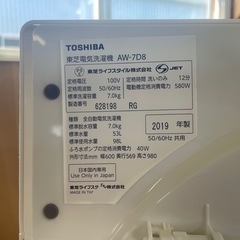 TOSHIBA
東芝電気洗濯機 AW-7D8
東芝ライフスタイル株式会社 JET
定格電圧 100V
定格周波数 50/60Hz
標準洗濯容量 7.0kg
定格時間 洗いのみ 12分
電動機定格消費電力 580W
製造番号 628198 RG
種類 全自動電気洗濯機
標準脱水容量 7.0kg
標準水量 53L
標準使用水量 98L
ふろ水ポンプの定格消費電力 40W
外形寸法 mm 幅600 奥行569 高さ980
2019 年製
50/60Hz 共用
日本国内専用
Use only in Japan
東芝ライフスタイル株式会社